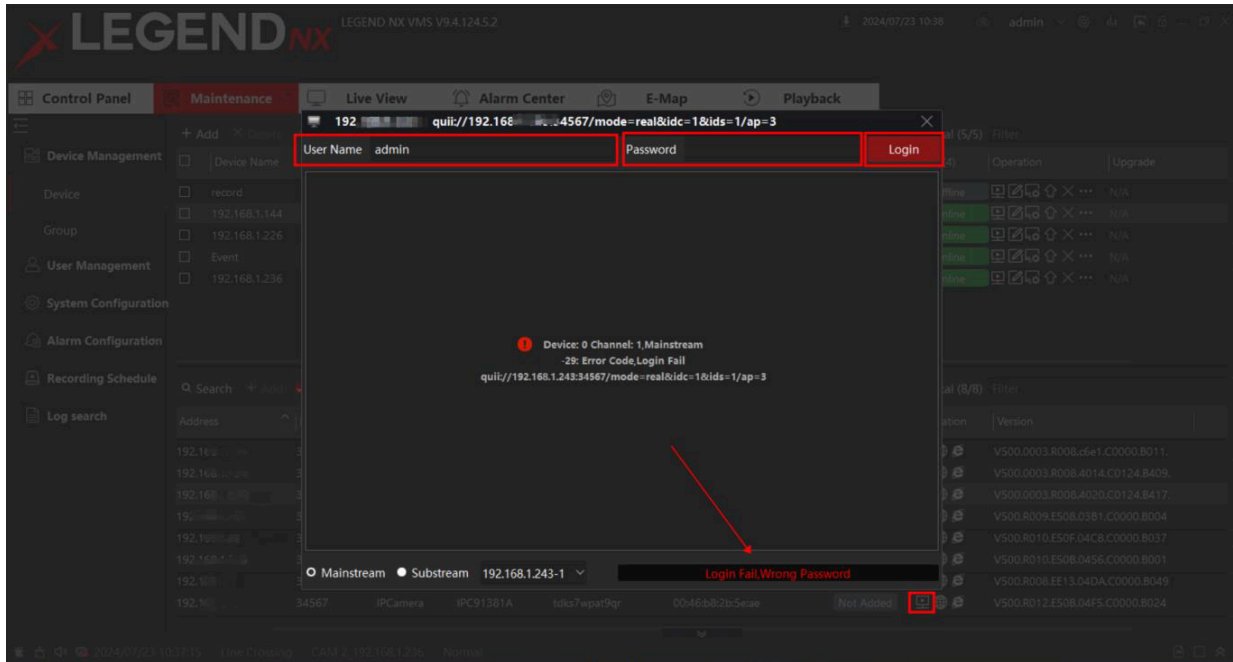 LEGEND NX
LEGEND NX VMS V9.4.124.5.2
2024/07/23 10:38
admin
Control Panel
Maintenance
Live View
Alarm Center
E-Map
Playback
192
quii://192.168
:4567/mode=real&idc=1&ids=1/ap=3
User Name admin
Password
Login
+ Add
Filter
Device Management
Device Name
Operation
Upgrade
Device
record
N/A
192.168.1.144
N/A
Group
192.168.1.226
N/A
User Management
Event
N/A
192.168.1.236
N/A
System Configuration
Alarm Configuration
Recording Schedule
Log search
Device: 0 Channel: 1,Mainstream
-29: Error Code,Login Fail
quii://192.168.1.243:34567/mode=real&idc=1&ids=1/ap=3
Search + Add
(8/8) Filter
Address
Version
V500.0003.R008.c6e1.C0000.B011.
V500.0003.R008.4014.C0124.B409.
V500.0003.R008.4020.C0124.B417.
V500.R009.E508.03B1.C0000.B004
V500.R010.E50F.04C8.C0000.B037
V500.R010.E508.0456.C0000.B001
V500.R008.EE13.04DA.C0000.B049
Mainstream Substream 192.168.1.243-1
Login Fail,Wrong Password
34567 IPCamera IPC91381A tdks7wpat9qr 00:46:b8:2b:5e:ae Not Added V500.R012.E508.04F5.C0000.B024
2024/07/23 10:37:35 Line Crossing CAM 2_192.168.1.236 Normal